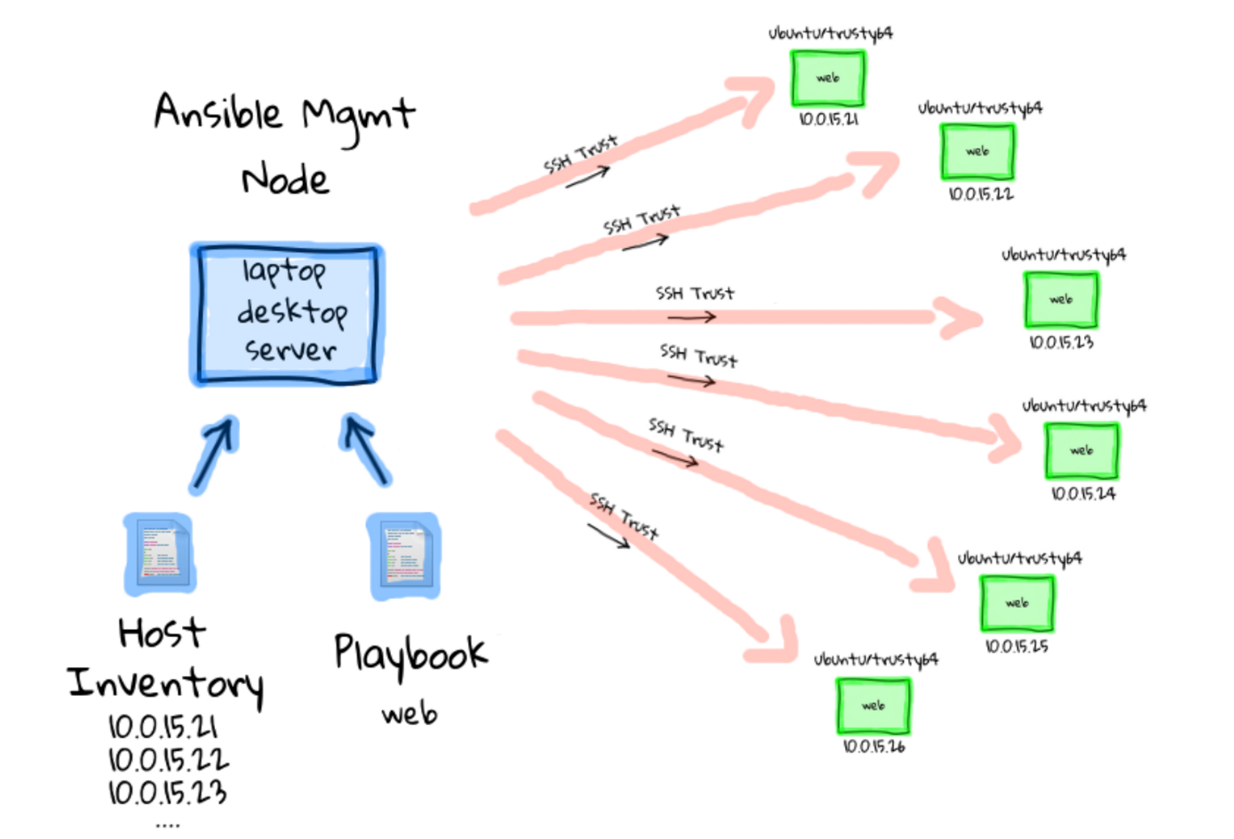 Ansible Mgmt
Node
laptop
desktop
server
Host
Inventory
10.0.15.21
10.0.15.22
10.0.15.23
....
Playbook
web
SSH Trust
SSH Trust
SSH Trust
SSH Trust
SSH Trust
SSH Trust
ubuntu/trusty64
web
10.0.15.21
ubuntu/trusty64
web
10.0.15.22
ubuntu/trusty64
web
10.0.15.23
ubuntu/trusty64
web
10.0.15.24
ubuntu/trusty64
web
10.0.15.25
ubuntu/trusty64
web
10.0.15.26